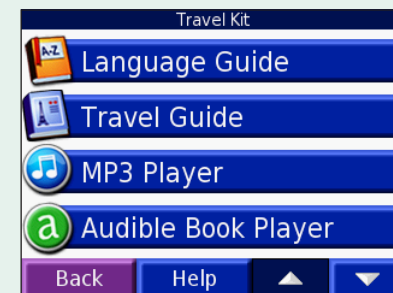 Travel Kit
A-Z
Language Guide
Travel Guide
MP3 Player
a
Audible Book Player
Back
Help